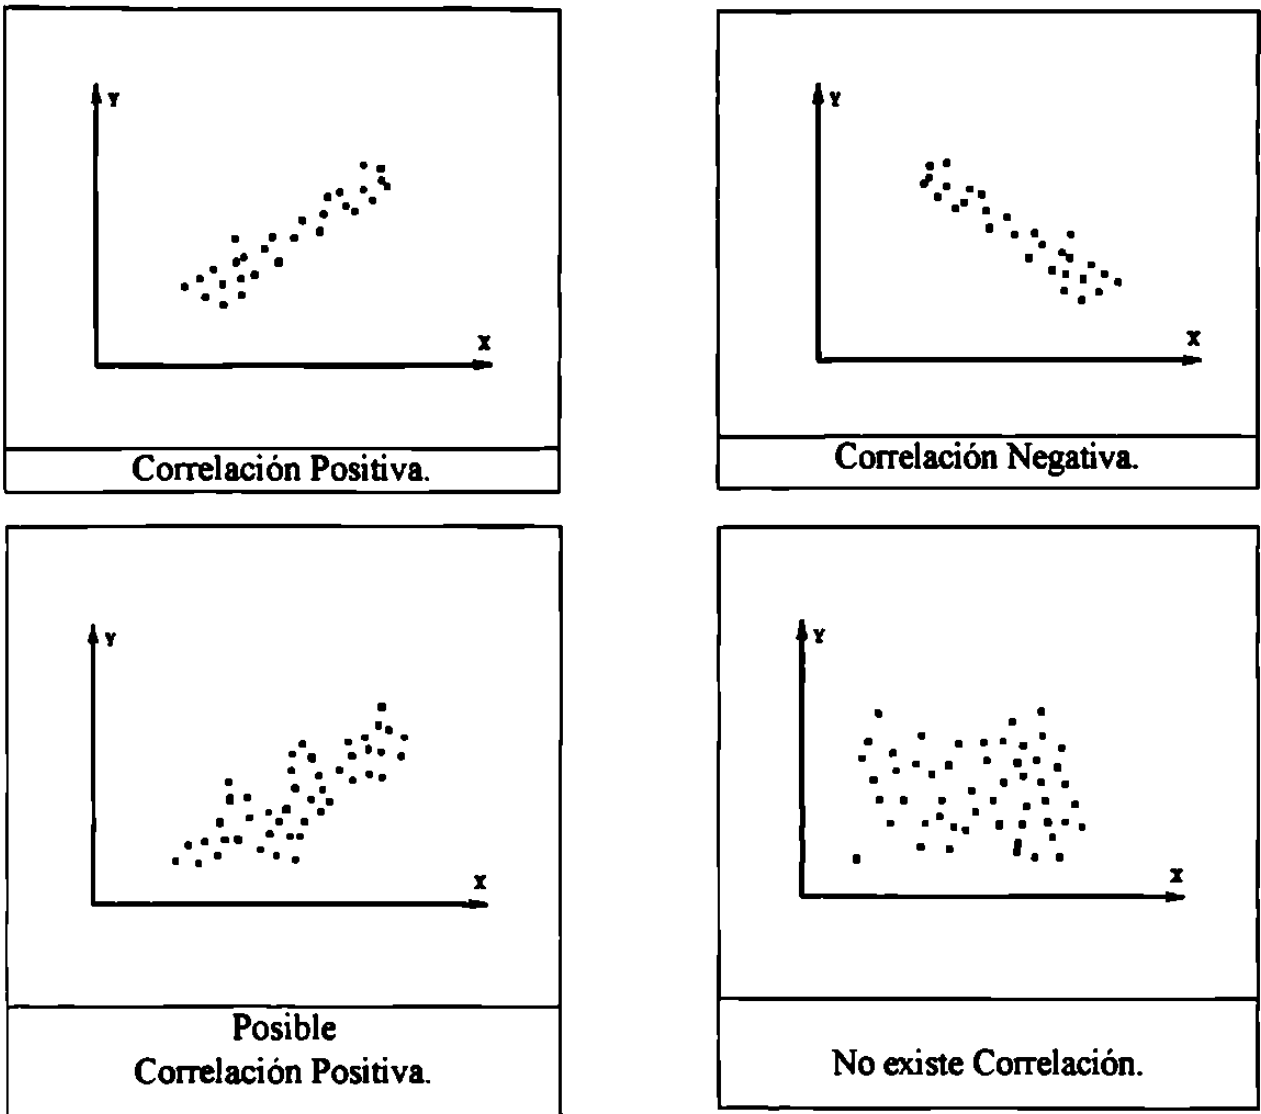 Y
X
Correlación Positiva.
Y
X
Correlación Negativa.
Y
X
Posible
Correlación Positiva.
Y
X
No existe Correlación.